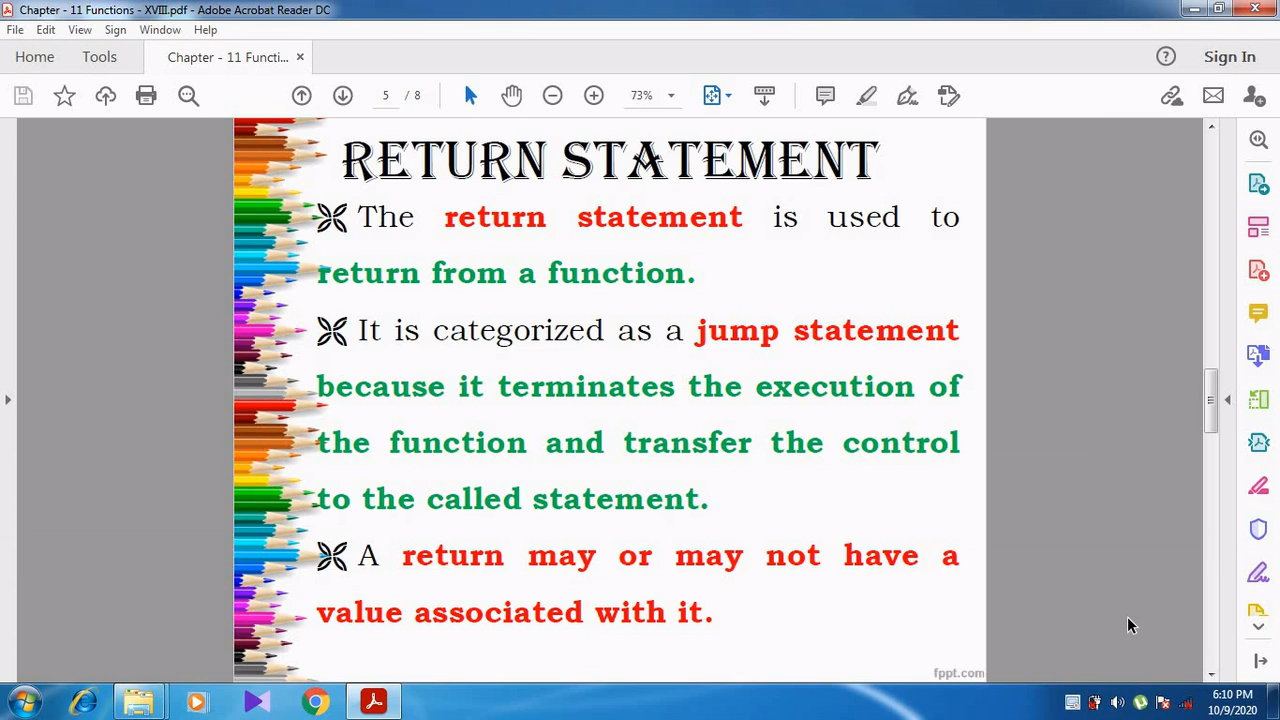 Chapter - 11 Functions - XVIII.pdf - Adobe Acrobat Reader DC
File Edit View Sign Window Help
Home Tools Chapter - 11 Functi... × Sign In
5 / 8 73%
RETURN STATEMENT
The return statement is used to
return from a function.
It is categorized as a jump statement
because it terminates the execution of
the function and transfer the control
to the called statement.
A return may or may not have a
value associated with it.
fppt.com
6:10 PM
10/9/2020